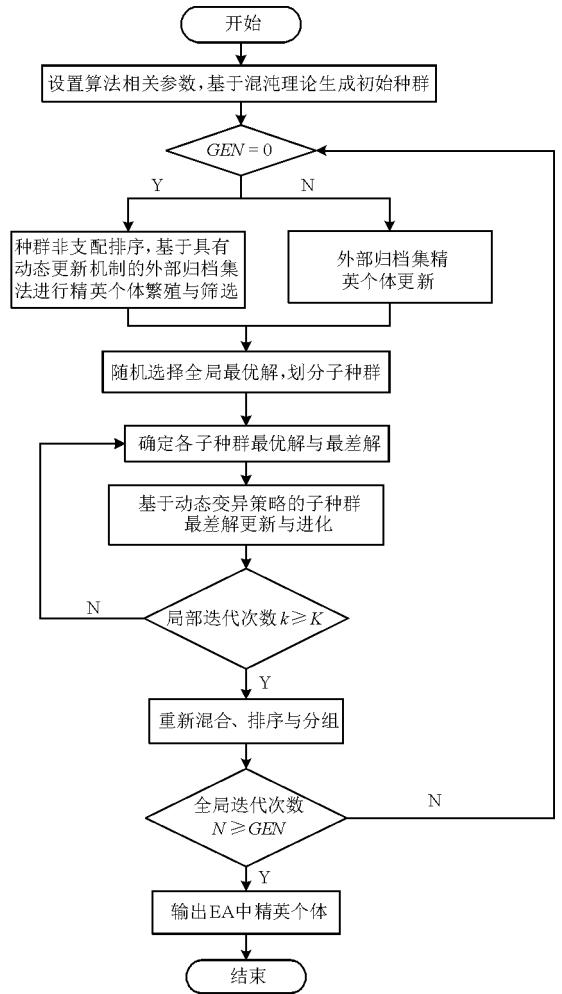 开始
设置算法相关参数,基于混沌理论生成初始种群
GEN = 0
Y
N
种群非支配排序,基于具有
动态更新机制的外部归档集
法进行精英个体繁殖与筛选
外部归档集精
英个体更新
随机选择全局最优解,划分子种群
确定各子种群最优解与最差解
基于动态变异策略的子种群
最差解更新与进化
局部迭代次数 k≥K
N
Y
重新混合、排序与分组
全局迭代次数
N≥GEN
N
Y
输出EA中精英个体
结束